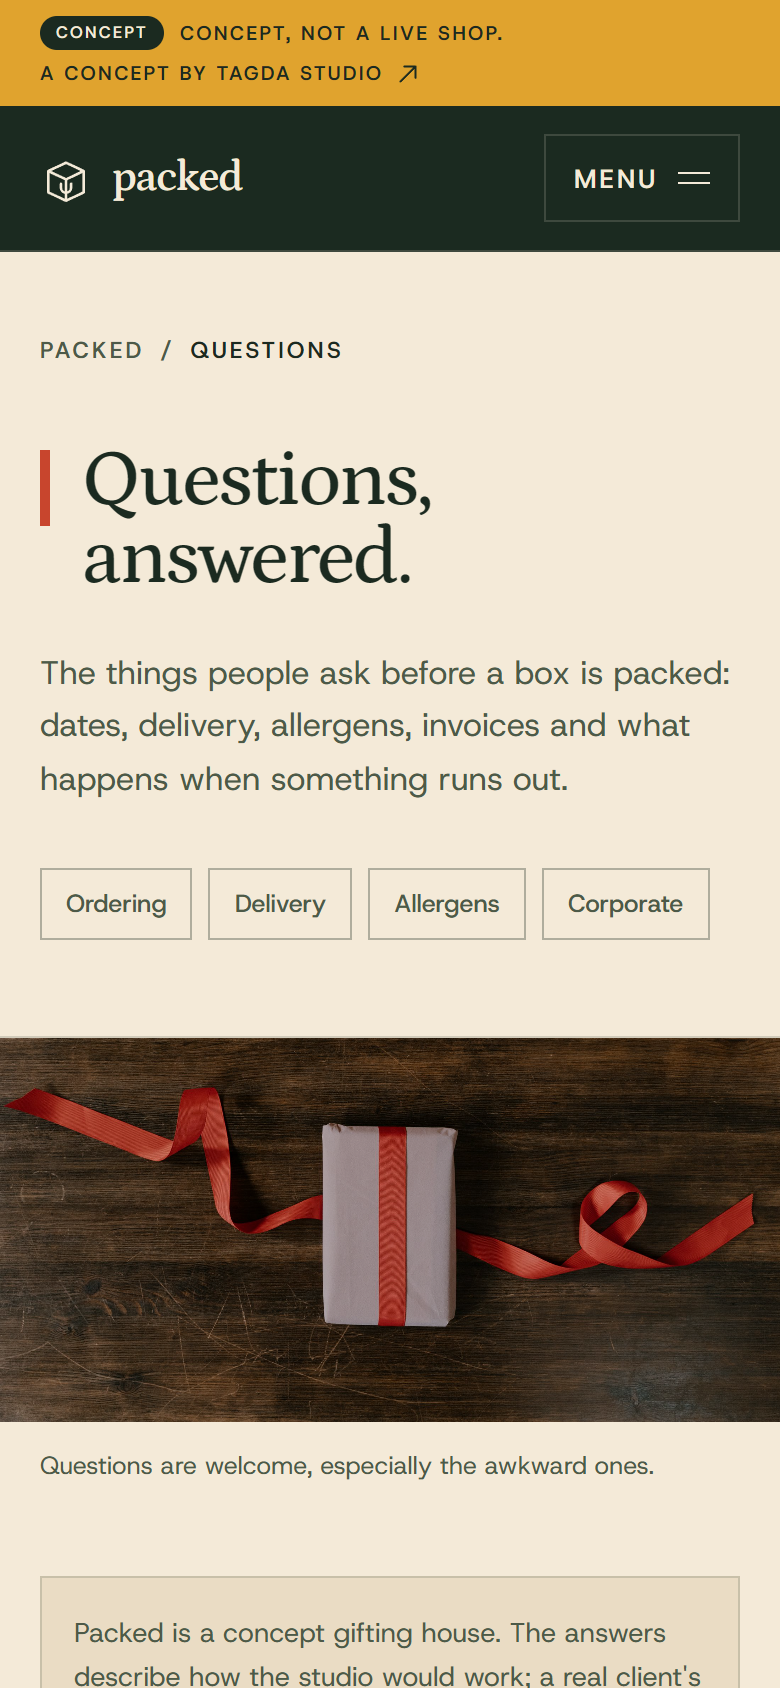 CONCEPT CONCEPT, NOT A LIVE SHOP.
A CONCEPT BY TAGDA STUDIO
packed
MENU
PACKED / QUESTIONS
Questions,
answered.
The things people ask before a box is packed:
dates, delivery, allergens, invoices and what
happens when something runs out.
Ordering Delivery Allergens Corporate
Questions are welcome, especially the awkward ones.
Packed is a concept gifting house. The answers
describe how the studio would work; a real client's